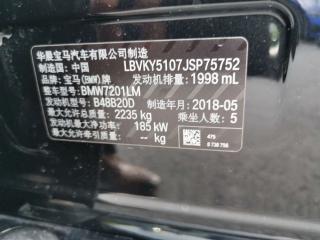 华晨宝马汽车有限公司制造
制造国: 中国 LBVKY5107JSP75752
品牌: 宝马(BMW)牌 发动机排量: 1998 mL
整车型号: BMW7201LM
发动机型号: B48B20D 制造年月: 2018-05
最大允许总质量: 2235 kg 乘坐人数: 5
发动机最大净功率: 185 kW
最大允许牵引质量: -- kg
475